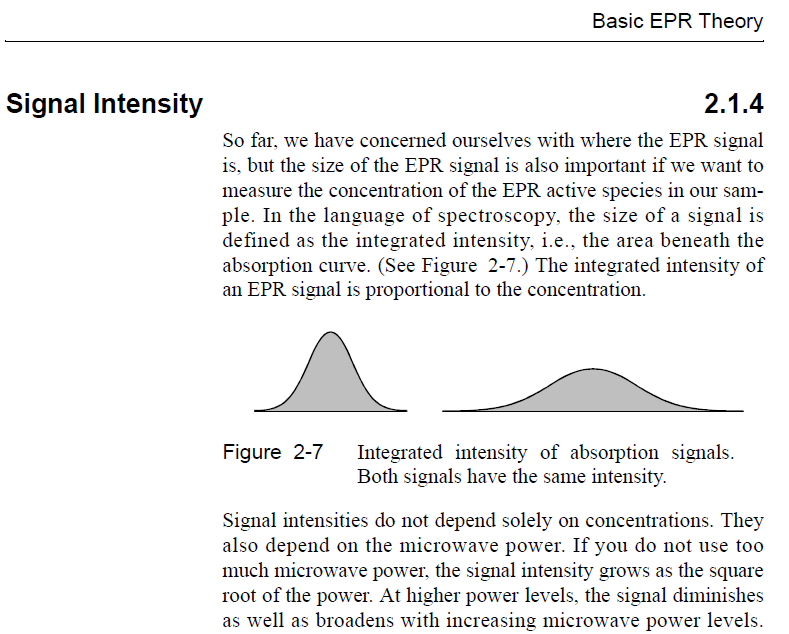 Basic EPR Theory
Signal Intensity 2.1.4
So far, we have concerned ourselves with where the EPR signal
is, but the size of the EPR signal is also important if we want to
measure the concentration of the EPR active species in our sam-
ple. In the language of spectroscopy, the size of a signal is
defined as the integrated intensity, i.e., the area beneath the
absorption curve. (See Figure 2-7.) The integrated intensity of
an EPR signal is proportional to the concentration.
Figure 2-7 Integrated intensity of absorption signals.
Both signals have the same intensity.
Signal intensities do not depend solely on concentrations. They
also depend on the microwave power. If you do not use too
much microwave power, the signal intensity grows as the square
root of the power. At higher power levels, the signal diminishes
as well as broadens with increasing microwave power levels.